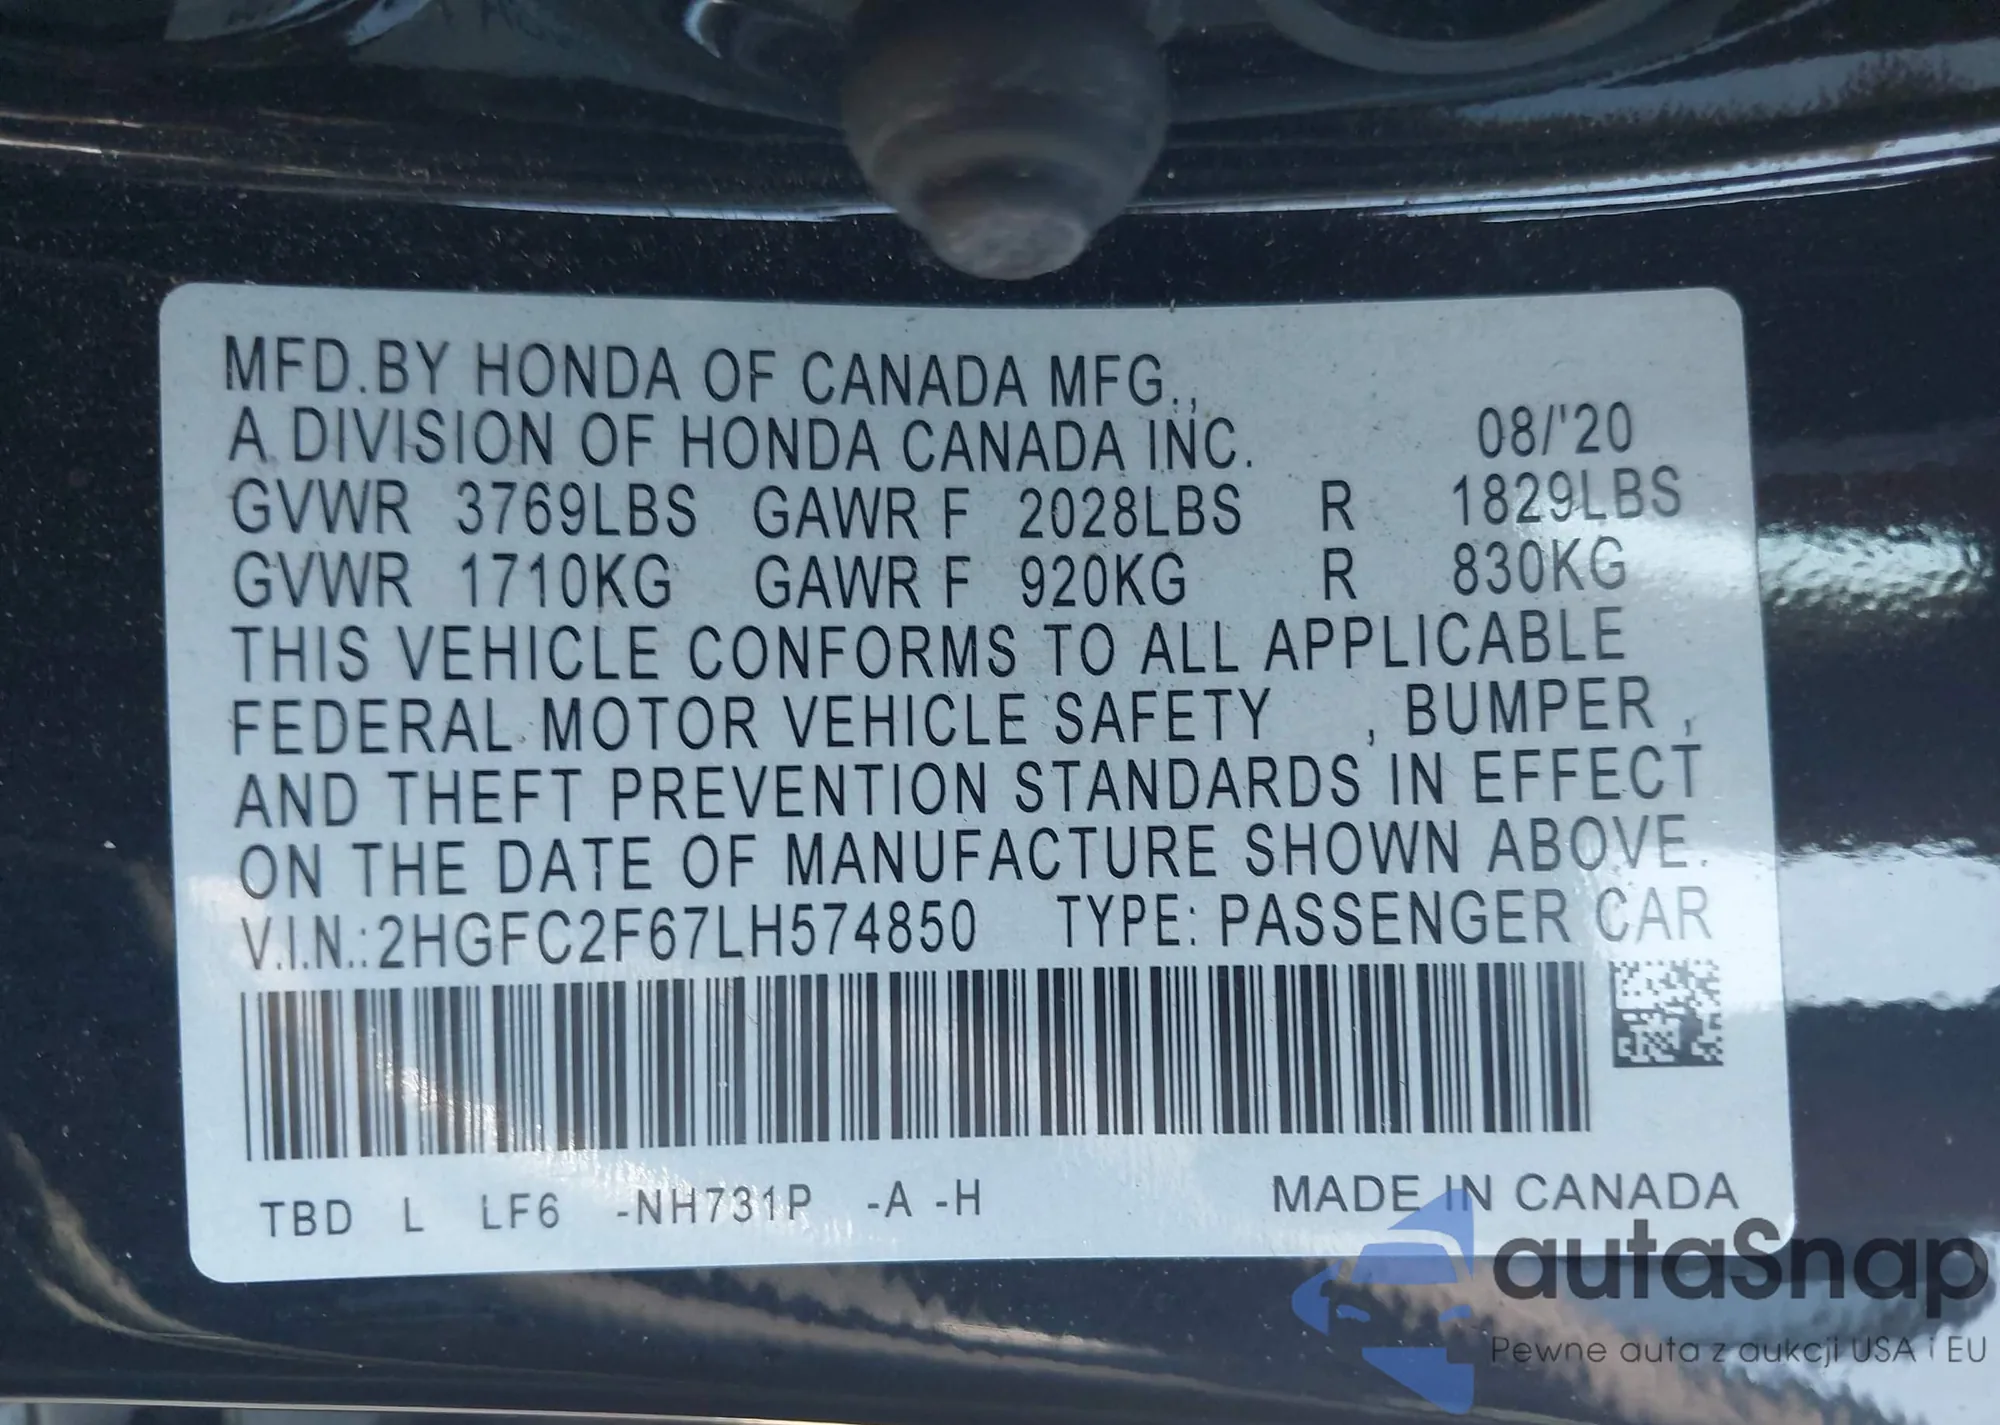 MFD.BY HONDA OF CANADA MFG.,
A DIVISION OF HONDA CANADA INC. 08/'20
GVWR 3769LBS GAWR F 2028LBS R 1829LBS
GVWR 1710KG GAWR F 920KG R 830KG
THIS VEHICLE CONFORMS TO ALL APPLICABLE
FEDERAL MOTOR VEHICLE SAFETY , BUMPER ,
AND THEFT PREVENTION STANDARDS IN EFFECT
ON THE DATE OF MANUFACTURE SHOWN ABOVE.
V.I.N.:2HGFC2F67LH574850 TYPE: PASSENGER CAR
TBD L LF6 -NH731P -A -H MADE IN CANADA
autaSnap
Pewne auta z aukcji USA i EU